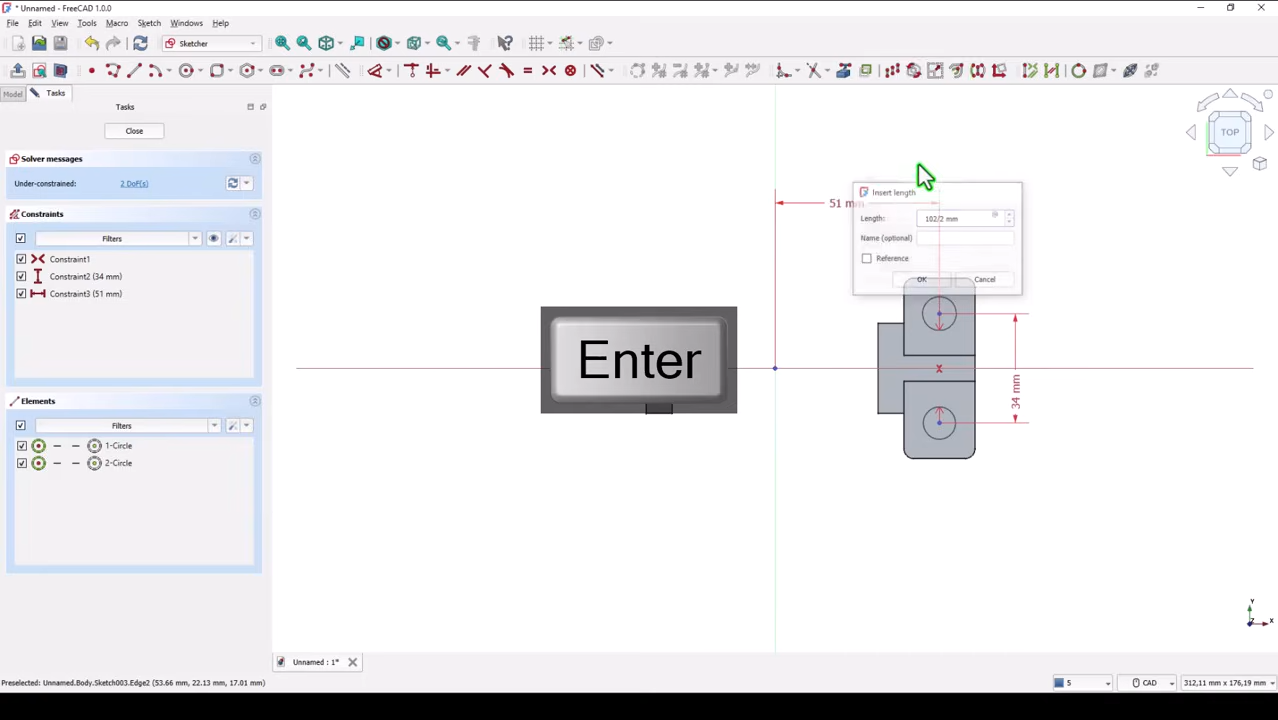 * Unnamed - FreeCAD 1.0.0
File Edit View Tools Macro Sketch Windows Help
Sketcher
Model Tasks
Tasks
Close
Solver messages
Under-constrained: 2 DoF(s)
Constraints
Filters
Constraint1
Constraint2 (34 mm)
Constraint3 (51 mm)
Elements
Filters
1-Circle
2-Circle
TOP
51 mm
Insert length
Length: 102/2 mm
Name (optional)
Reference
OK Cancel
Enter
34 mm
Y
Z X
Unnamed : 1*
Preselected: Unnamed.Body.Sketch003.Edge2 (53.66 mm, 22.13 mm, 17.01 mm)
5 CAD 312,11 mm x 176,19 mm